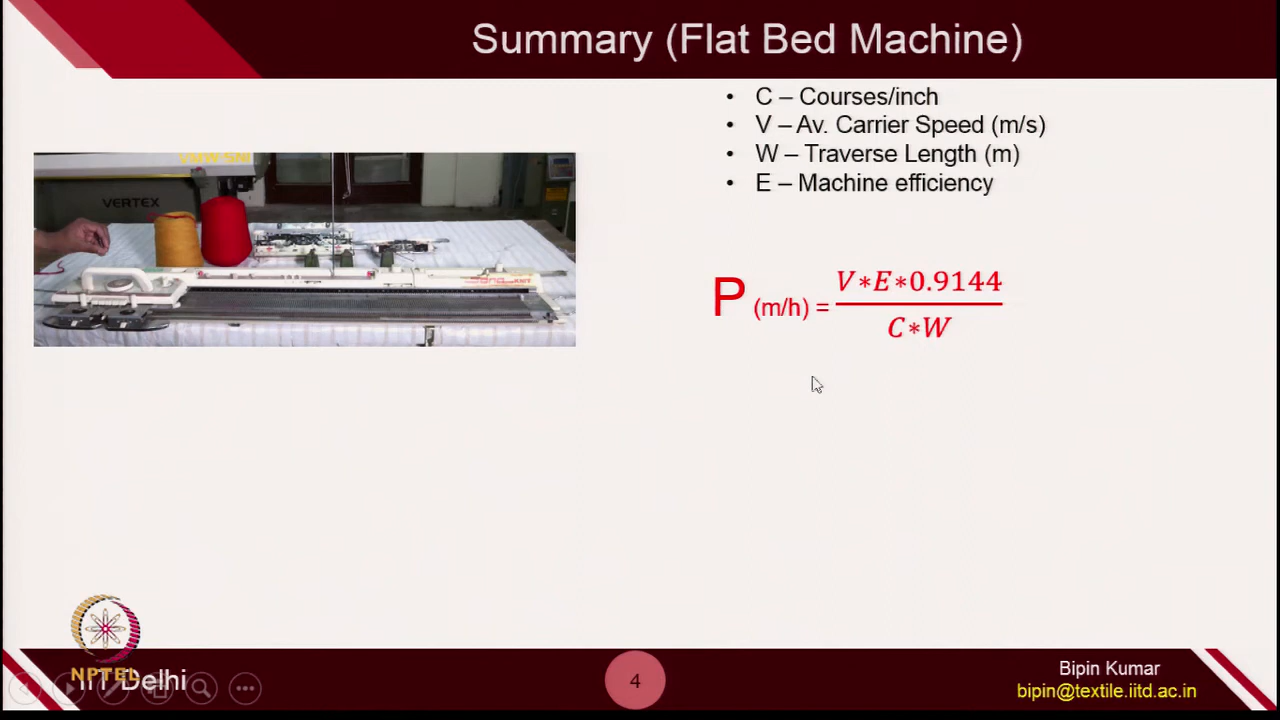 Summary (Flat Bed Machine)
• C – Courses/inch
• V – Av. Carrier Speed (m/s)
• W – Traverse Length (m)
• E – Machine efficiency
VERTEX
P (m/h) = V*E*0.9144
C*W
NPTEL
IIT Delhi
4
Bipin Kumar
bipin@textile.iitd.ac.in